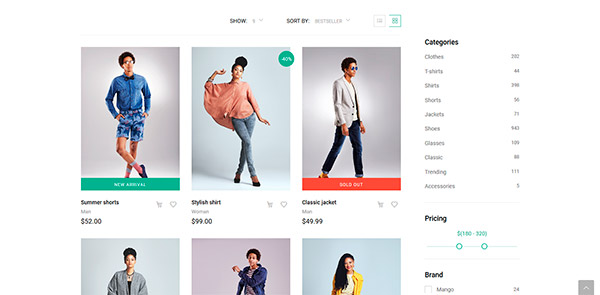 SHOW: 9 SORT BY: BESTSELLER
-40%
NEW ARRIVAL
SOLD OUT
Summer shorts
Man
$52.00
Stylish shirt
Woman
$99.00
Classic jacket
Man
$49.99
Categories
Clothes 202
T-shirts 44
Shirts 398
Shorts 56
Jackets 71
Shoes 943
Glasses 109
Classic 88
Trending 111
Accessories 5
Pricing
$(160 - 320)
Brand
Mango 24